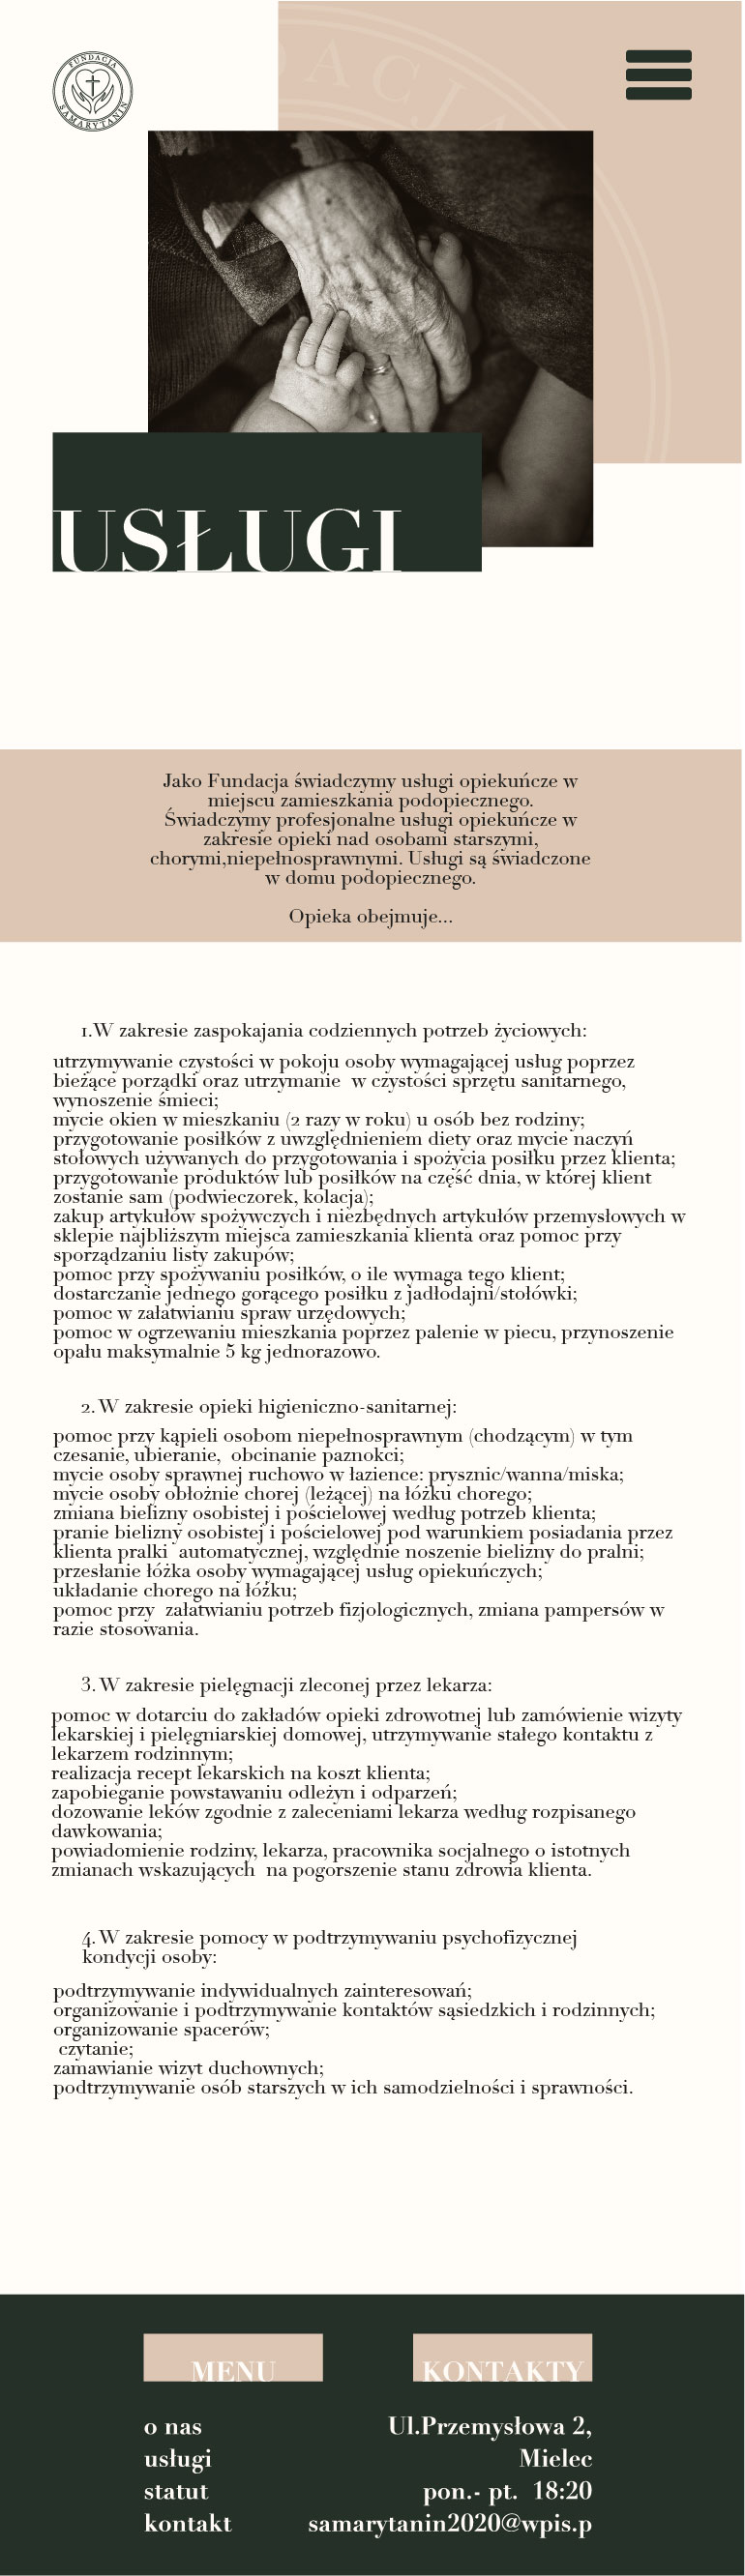 FUNDACJA
SAMARYTANIN
DACJA
USŁUGI
Jako Fundacja świadczymy usługi opiekuńcze w
miejscu zamieszkania podopiecznego.
Świadczymy profesjonalne usługi opiekuńcze w
zakresie opieki nad osobami starszymi,
chorymi,niepełnosprawnymi. Usługi są świadczone
w domu podopiecznego.
Opieka obejmuje...
1.W zakresie zaspokajania codziennych potrzeb życiowych:
utrzymywanie czystości w pokoju osoby wymagającej usług poprzez
bieżące porządki oraz utrzymanie  w czystości sprzętu sanitarnego,
wynoszenie śmieci;
mycie okien w mieszkaniu (2 razy w roku) u osób bez rodziny;
przygotowanie posiłków z uwzględnieniem diety oraz mycie naczyń
stołowych używanych do przygotowania i spożycia posiłku przez klienta;
przygotowanie produktów lub posiłków na część dnia, w której klient
zostanie sam (podwieczorek, kolacja);
zakup artykułów spożywczych i niezbędnych artykułów przemysłowych w
sklepie najbliższym miejsca zamieszkania klienta oraz pomoc przy
sporządzaniu listy zakupów;
pomoc przy spożywaniu posiłków, o ile wymaga tego klient;
dostarczanie jednego gorącego posiłku z jadłodajni/stołówki;
pomoc w załatwianiu spraw urzędowych;
pomoc w ogrzewaniu mieszkania poprzez palenie w piecu, przynoszenie
opału maksymalnie 5 kg jednorazowo.
2. W zakresie opieki higieniczno-sanitarnej:
pomoc przy kąpieli osobom niepełnosprawnym (chodzącym) w tym
czesanie, ubieranie,  obcinanie paznokci;
mycie osoby sprawnej ruchowo w łazience: prysznic/wanna/miska;
mycie osoby obłożnie chorej (leżącej) na łóżku chorego;
zmiana bielizny osobistej i pościelowej według potrzeb klienta;
pranie bielizny osobistej i pościelowej pod warunkiem posiadania przez
klienta pralki  automatycznej, względnie noszenie bielizny do pralni;
przesłanie łóżka osoby wymagającej usług opiekuńczych;
układanie chorego na łóżku;
pomoc przy  załatwianiu potrzeb fizjologicznych, zmiana pampersów w
razie stosowania.
3. W zakresie pielęgnacji zleconej przez lekarza:
pomoc w dotarciu do zakładów opieki zdrowotnej lub zamówienie wizyty
lekarskiej i pielęgniarskiej domowej, utrzymywanie stałego kontaktu z
lekarzem rodzinnym;
realizacja recept lekarskich na koszt klienta;
zapobieganie powstawaniu odleżyn i odparzeń;
dozowanie leków zgodnie z zaleceniami lekarza według rozpisanego
dawkowania;
powiadomienie rodziny, lekarza, pracownika socjalnego o istotnych
zmianach wskazujących  na pogorszenie stanu zdrowia klienta.
4. W zakresie pomocy w podtrzymywaniu psychofizycznej
kondycji osoby:
podtrzymywanie indywidualnych zainteresowań;
organizowanie i podtrzymywanie kontaktów sąsiedzkich i rodzinnych;
organizowanie spacerów;
czytanie;
zamawianie wizyt duchownych;
podtrzymywanie osób starszych w ich samodzielności i sprawności.
MENU
o nas
usługi
statut
kontakt
KONTAKTY
Ul.Przemysłowa 2,
Mielec
pon.- pt.  18:20
samarytanin2020@wpis.p